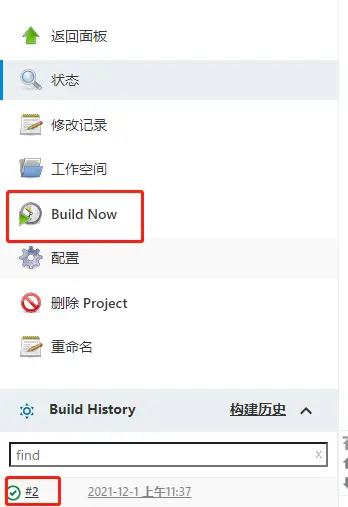 返回面板
状态
修改记录
工作空间
Build Now
配置
删除 Project
重命名
Build History 构建历史
find x
#2 2021-12-1 上午11:37